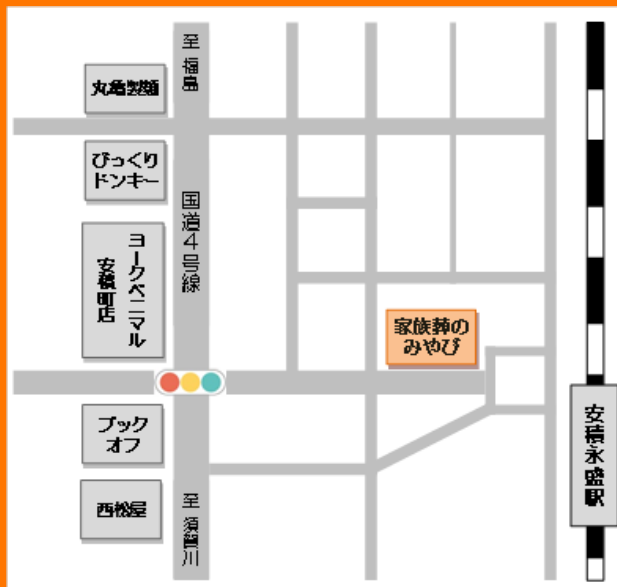 至 福島
丸亀製麺
びっくり
ドンキー
国道4号線
ヨークベニマル
安積町店
家族葬の
みやび
ブック
オフ
安積永盛駅
西松屋
至 須賀川